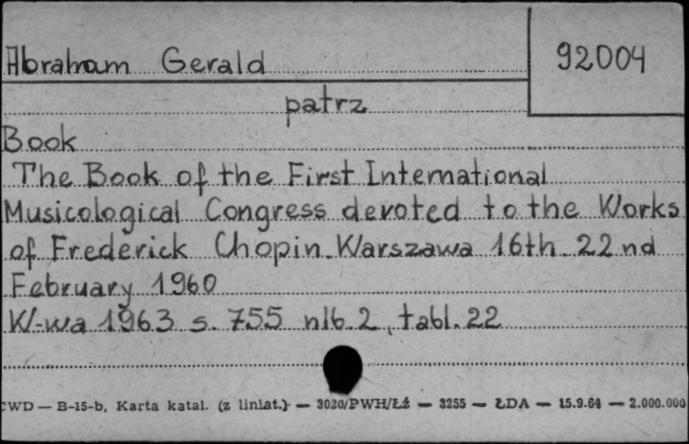 Abraham Gerald 92004
patrz
Book
The Book of the First International
Musicological Congress devoted to the Works
of Frederick Chopin. Warszawa 16th 22nd
February 1960
W-wa 1963 s. 755 nlb. 2, tabl. 22
CWD — B-15-b, Karta katal. (z liniat.) — 3020/PWH/Łź — 3255 — ŁDA — 15.9.64 — 2.000.000